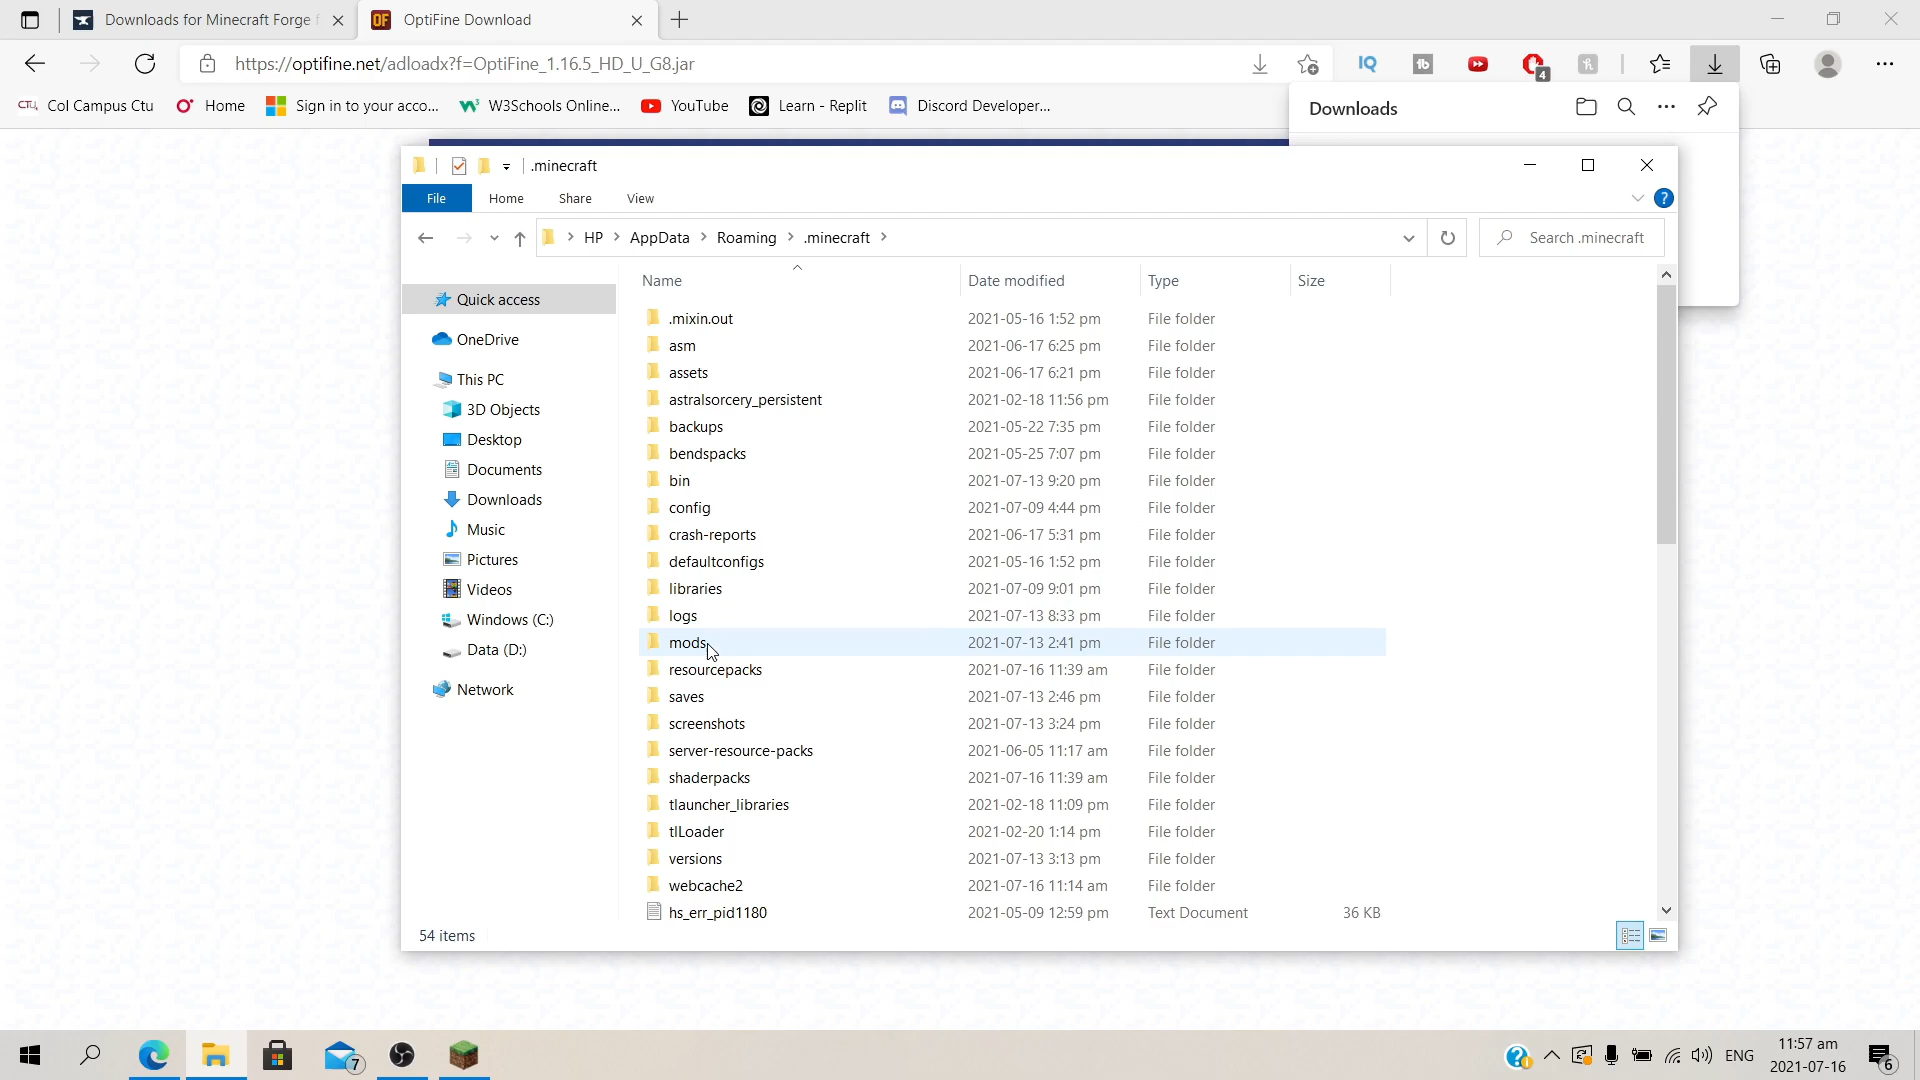 Downloads for Minecraft Forge f
OptiFine Download
https://optifine.net/adloadx?f=OptiFine_1.16.5_HD_U_G8.jar
IQ
tb
4
Col Campus Ctu
Home
Sign in to your acco...
W3Schools Online...
YouTube
Learn - Replit
Discord Developer...
Downloads
.minecraft
File
Home
Share
View
HP
AppData
Roaming
.minecraft
Search .minecraft
Name
Date modified
Type
Size
Quick access
OneDrive
This PC
3D Objects
Desktop
Documents
Downloads
Music
Pictures
Videos
Windows (C:)
Data (D:)
Network
.mixin.out 2021-05-16 1:52 pm File folder
asm 2021-06-17 6:25 pm File folder
assets 2021-06-17 6:21 pm File folder
astralsorcery_persistent 2021-02-18 11:56 pm File folder
backups 2021-05-22 7:35 pm File folder
bendspacks 2021-05-25 7:07 pm File folder
bin 2021-07-13 9:20 pm File folder
config 2021-07-09 4:44 pm File folder
crash-reports 2021-06-17 5:31 pm File folder
defaultconfigs 2021-05-16 1:52 pm File folder
libraries 2021-07-09 9:01 pm File folder
logs 2021-07-13 8:33 pm File folder
mods 2021-07-13 2:41 pm File folder
resourcepacks 2021-07-16 11:39 am File folder
saves 2021-07-13 2:46 pm File folder
screenshots 2021-07-13 3:24 pm File folder
server-resource-packs 2021-06-05 11:17 am File folder
shaderpacks 2021-07-16 11:39 am File folder
tlauncher_libraries 2021-02-18 11:09 pm File folder
tlLoader 2021-02-20 1:14 pm File folder
versions 2021-07-13 3:13 pm File folder
webcache2 2021-07-16 11:14 am File folder
hs_err_pid1180 2021-05-09 12:59 pm Text Document 36 KB
54 items
7
ENG
11:57 am
2021-07-16
6